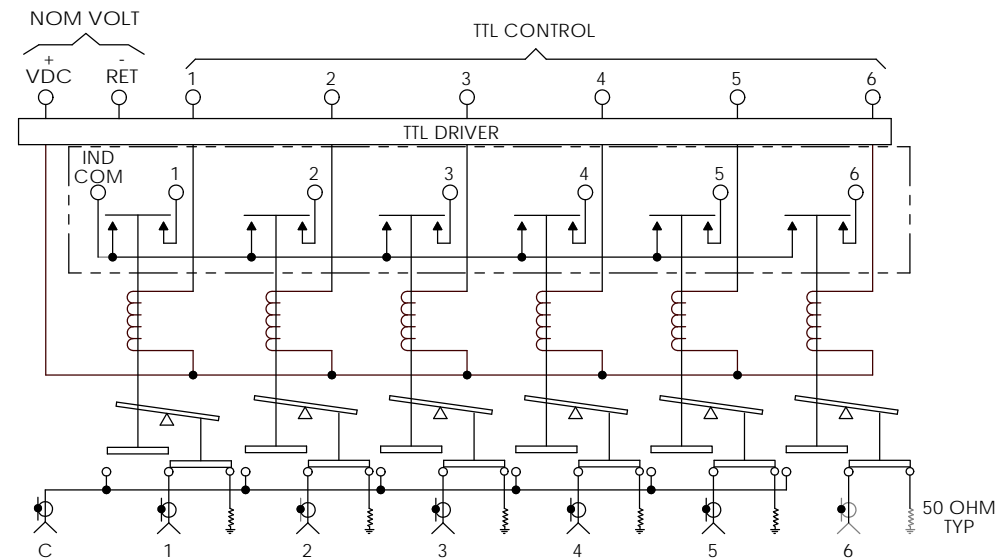 NOM VOLT
TTL CONTROL
+ -
VDC RET 1 2 3 4 5 6
TTL DRIVER
IND
COM 1 2 3 4 5 6
50 OHM
TYP
C 1 2 3 4 5 6